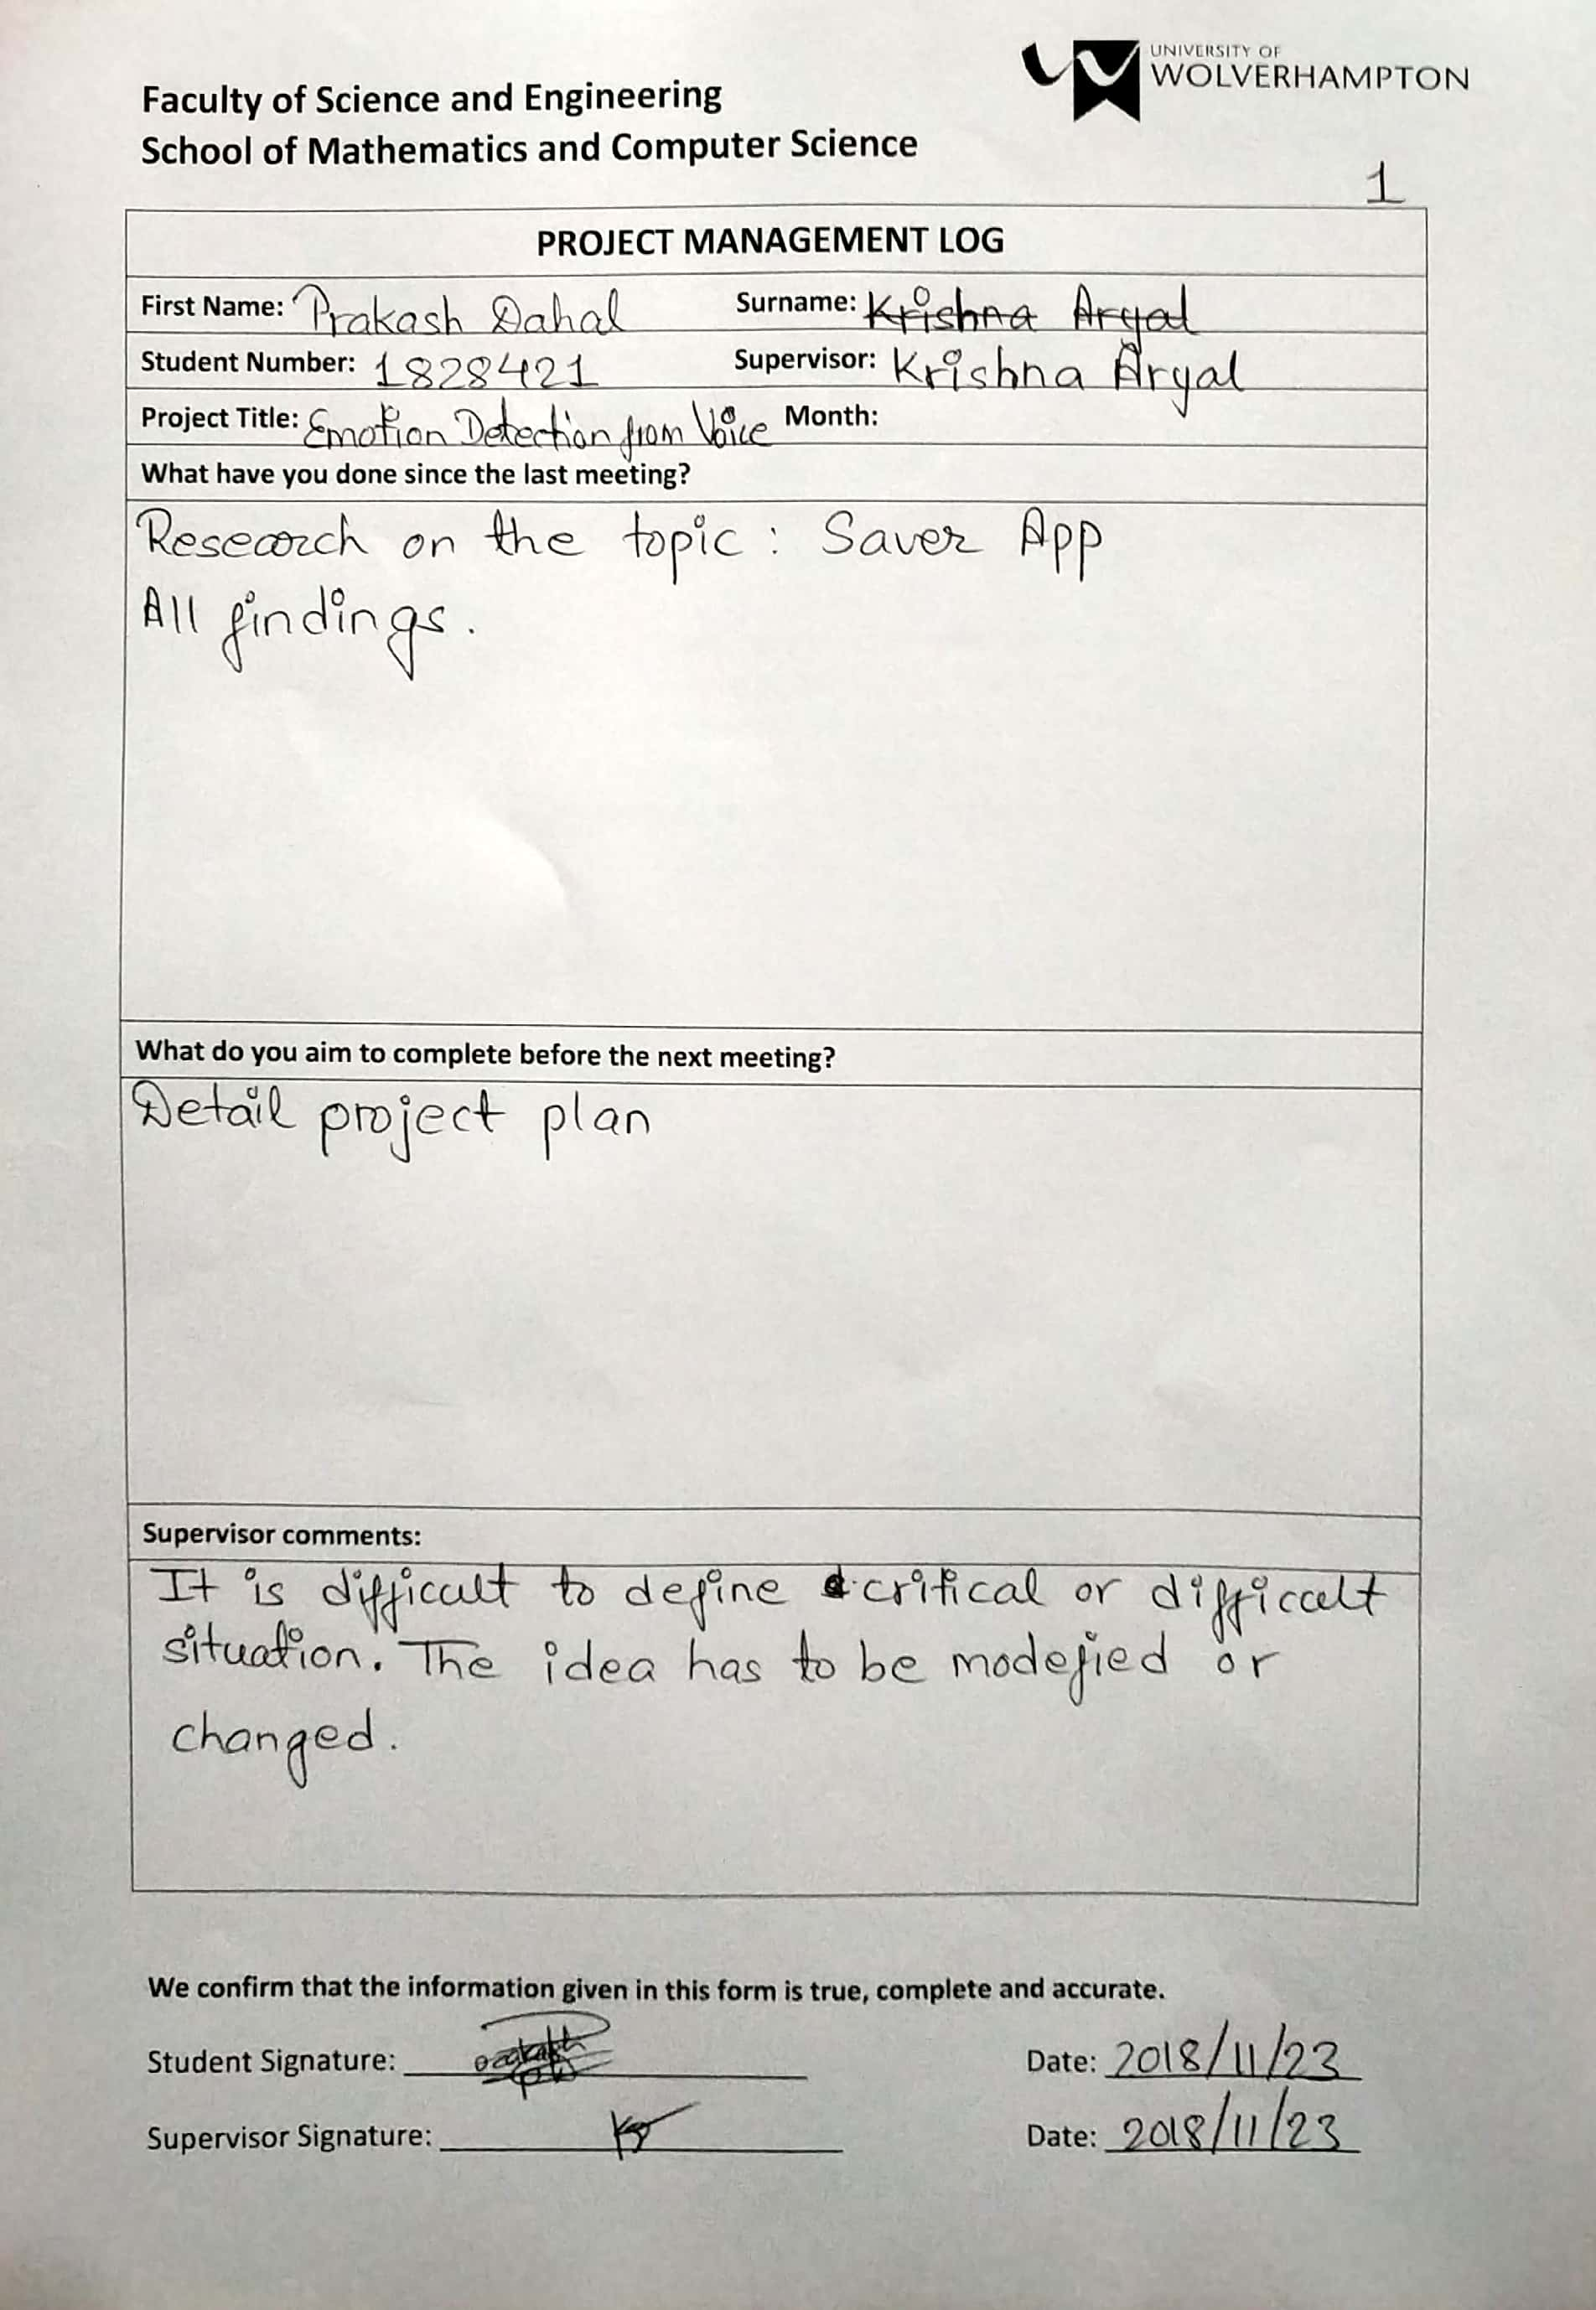 UNIVERSITY OF
WOLVERHAMPTON
Faculty of Science and Engineering
School of Mathematics and Computer Science
1
PROJECT MANAGEMENT LOG
First Name: Prakash Dahal Surname: Krishna Aryal
Student Number: 1828421 Supervisor: Krishna Aryal
Project Title: Emotion Detection from Voice Month:
What have you done since the last meeting?
Research on the topic : Saver App
All findings.
What do you aim to complete before the next meeting?
Detail project plan
Supervisor comments:
It is difficult to define critical or difficult
situation. The idea has to be modefied or
changed.
We confirm that the information given in this form is true, complete and accurate.
Student Signature: Date: 2018/11/23
Supervisor Signature: Date: 2018/11/23